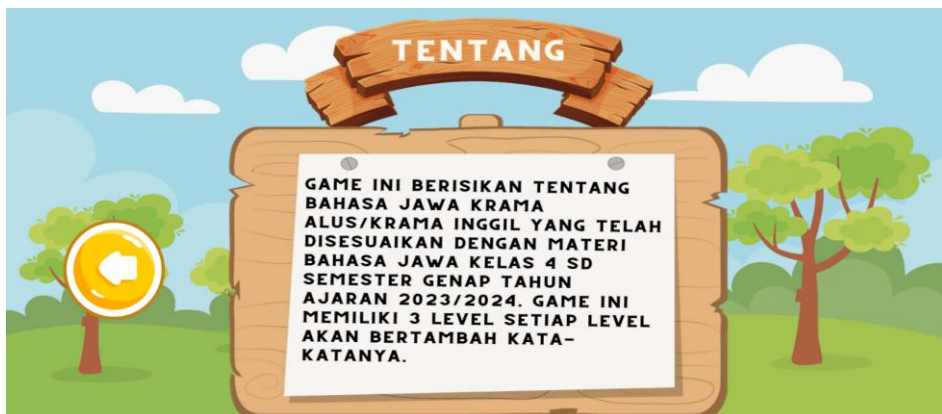 TENTANG
GAME INI BERISIKAN TENTANG
BAHASA JAWA KRAMA
ALUS/KRAMA INGGIL YANG TELAH
DISESUAIKAN DENGAN MATERI
BAHASA JAWA KELAS 4 SD
SEMESTER GENAP TAHUN
AJARAN 2023/2024. GAME INI
MEMILIKI 3 LEVEL SETIAP LEVEL
AKAN BERTAMBAH KATA-
KATANYA.